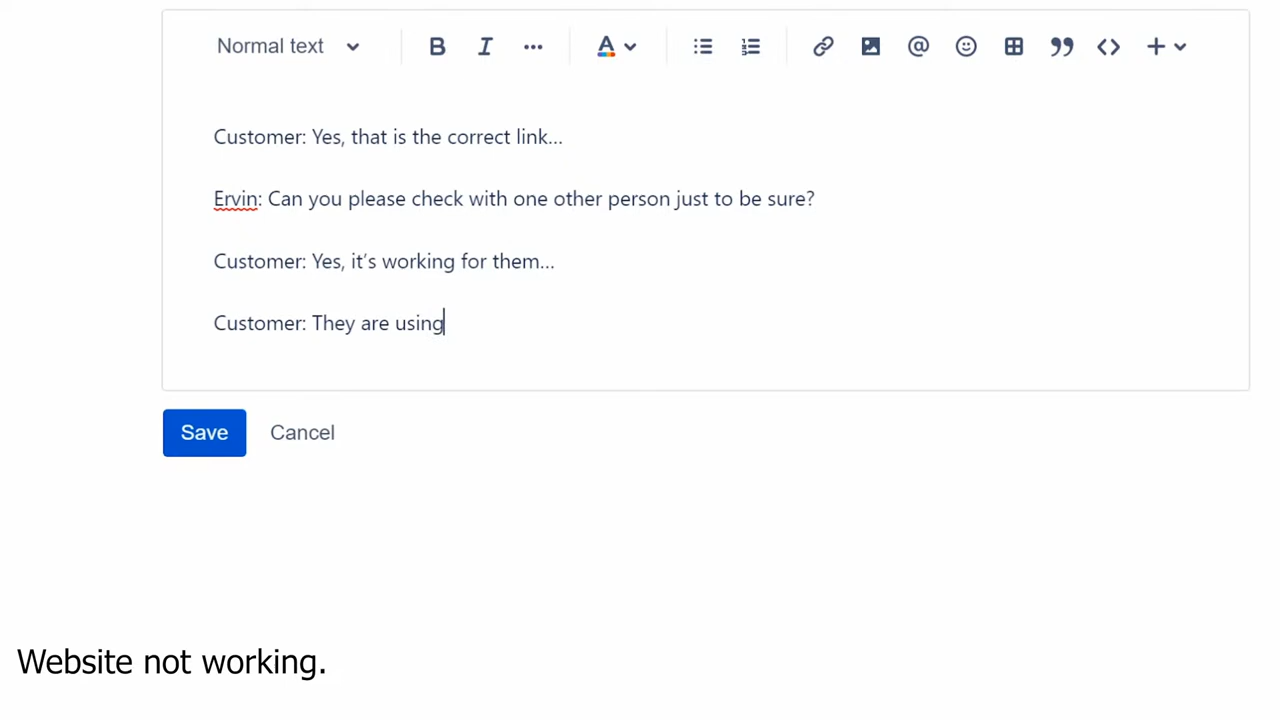 Normal text
Customer: Yes, that is the correct link...
Ervin: Can you please check with one other person just to be sure?
Customer: Yes, it’s working for them...
Customer: They are using
Save Cancel
Website not working.